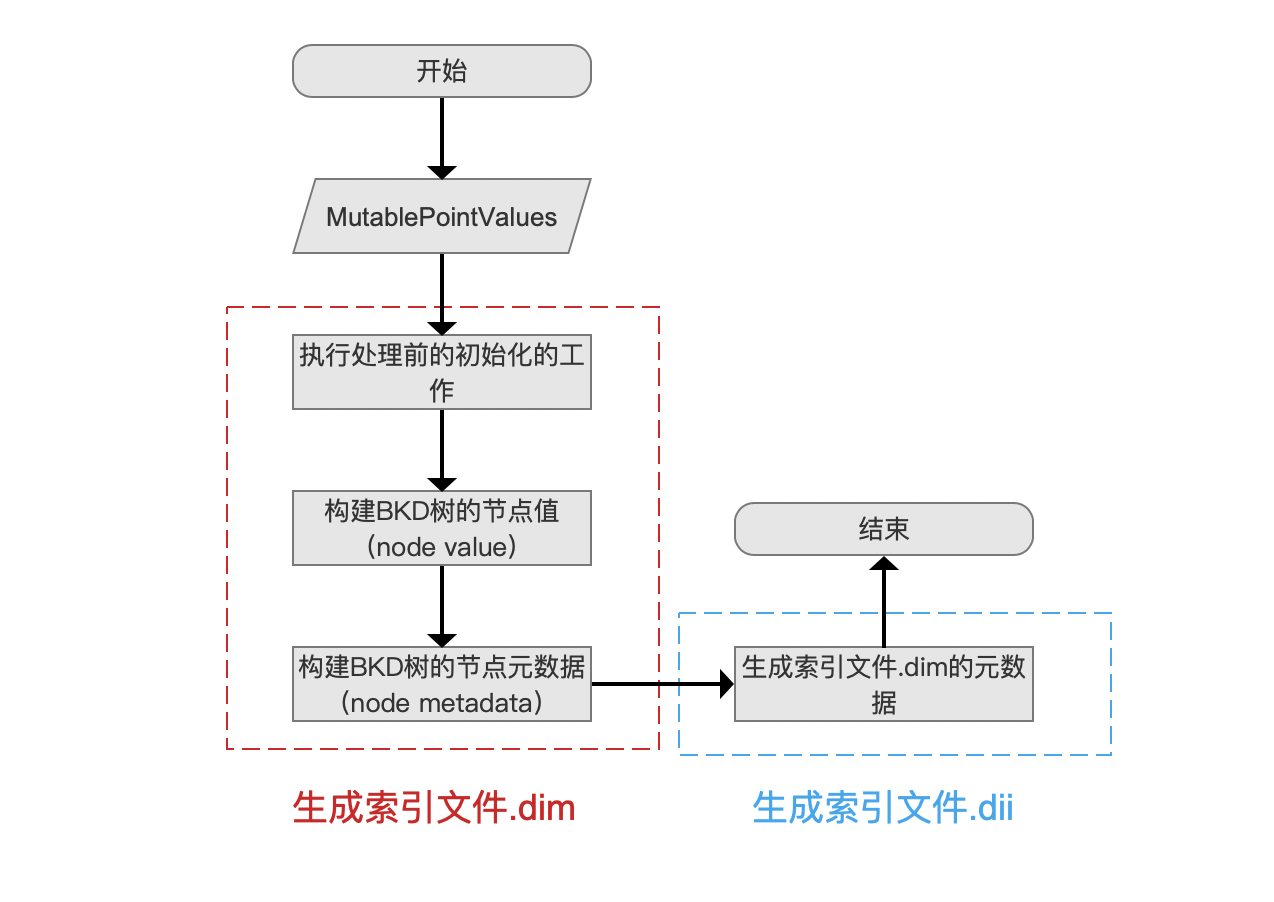 开始
MutablePointValues
执行处理前的初始化的工
作
构建BKD树的节点值
（node value）
构建BKD树的节点元数据
（node metadata）
结束
生成索引文件.dim的元数
据
生成索引文件.dim
生成索引文件.dii